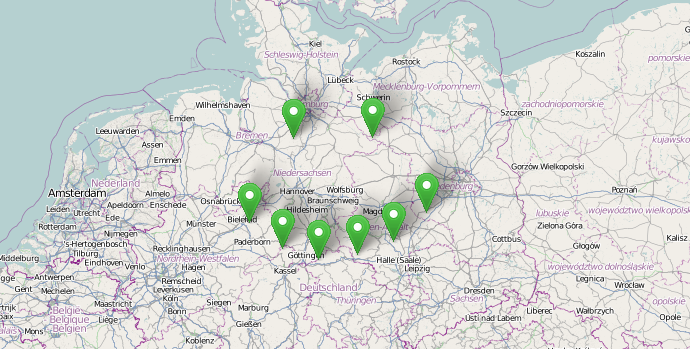 Kiel
Koszalin
Schleswig-Holstein
Rostock
pomorskie
Lübeck
Mecklenburg-Vorpommern
Schwerin
Wilhelmshaven
zachodniopomorskie
Szczecin
Emden
Leeuwarden
Bremen
Assen
kujawsko
Emmen
Niedersachsen
Gorzów Wielkopolski
Nederland
Hannover
Wolfsburg
Poznań
Amsterdam
Almelo
Osnabrück
Braunschweig
Apeldoorn
Enschede
Leiden
Utrecht
Hildesheim
lubuskie
województwo wielkopolskie
Rotterdam
Arnhem
Münster
Bielefeld
Zielona Góra
Kalisz
's-Hertogenbosch
Paderborn
Cottbus
Tilburg
Recklinghausen
Głogów
Middelburg
Göttingen
Halle (Saale)
Eindhoven
Venlo
Nordrhein-Westfalen
Hagen
Kassel
Leipzig
województwo dolnośląskie
Antwerpen
Remscheid
Legnica
Gent
Leverkusen
Deutschland
Wrocław
Mechelen
Köln
Siegen
Thüringen
Dresden
Sachsen
opolskie
Maastricht
Marburg
Liberec
Wałbrzych
Belgique
Gießen
Ústí nad Labem
Opole
Belgien
Mons
Koblenz